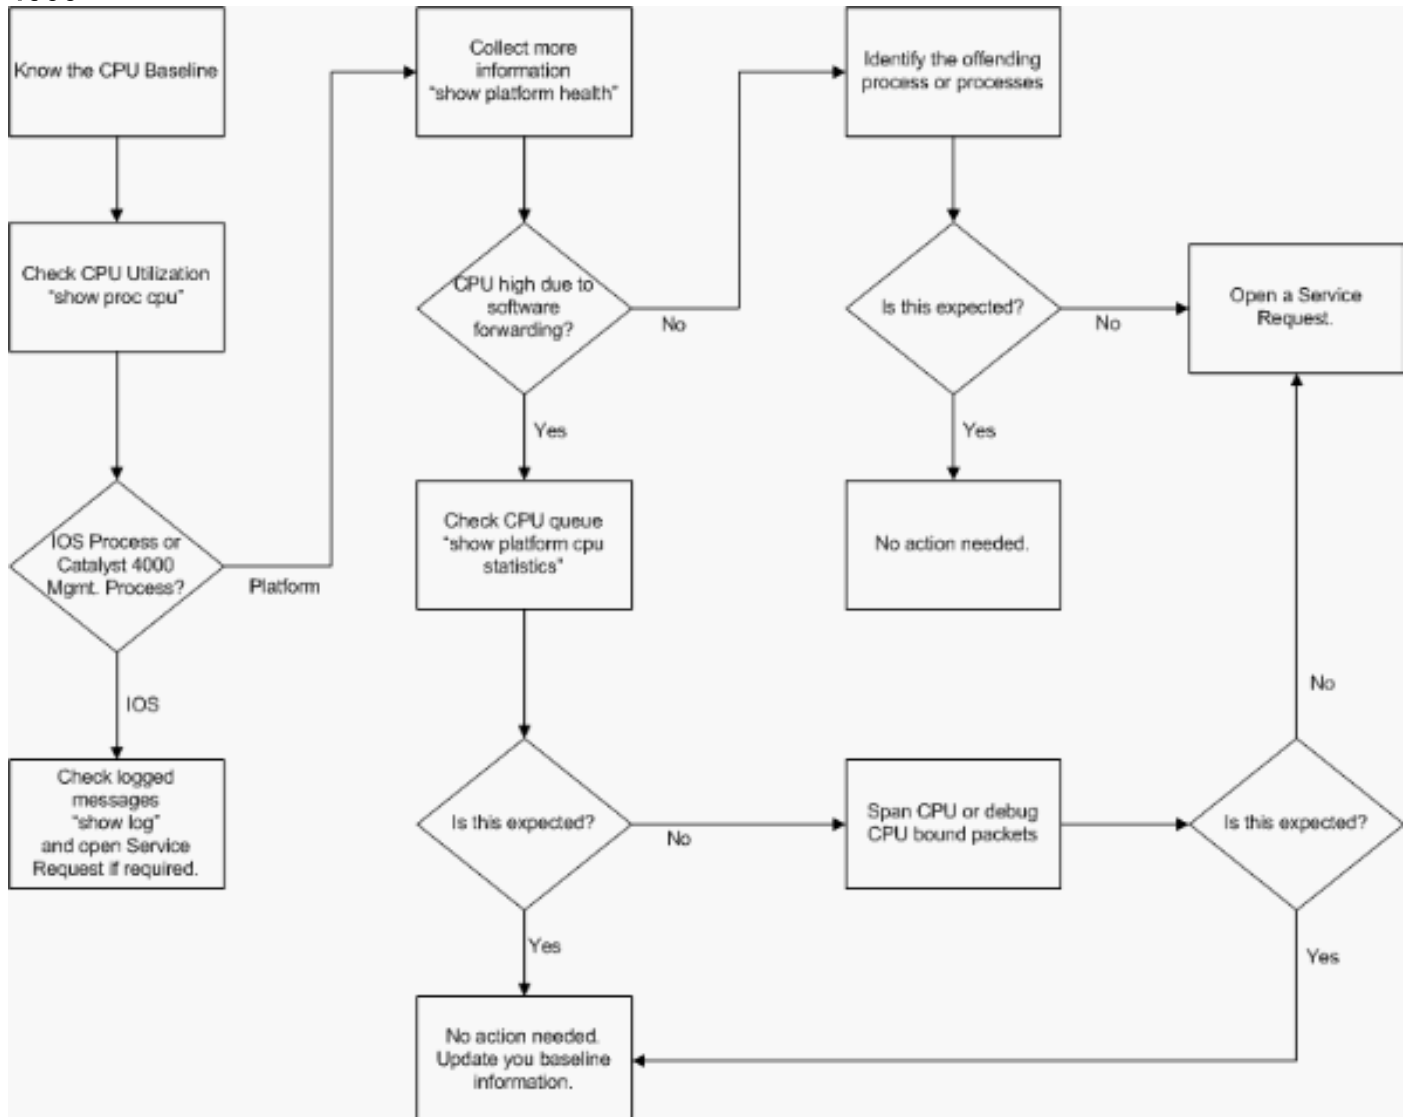 Know the CPU Baseline
Check CPU Utilization
"show proc cpu"
IOS Process or
Catalyst 4000
Mgmt. Process?
Platform
IOS
Check logged
messages
"show log"
and open Service
Request if required.
Collect more
information
"show platform health"
CPU high due to
software
forwarding?
No
Yes
Check CPU queue
"show platform cpu
statistics"
Is this expected?
No
Yes
No action needed.
Update you baseline
information.
Identify the offending
process or processes
Is this expected?
No
Yes
No action needed.
Span CPU or debug
CPU bound packets
Open a Service
Request.
No
Is this expected?
Yes